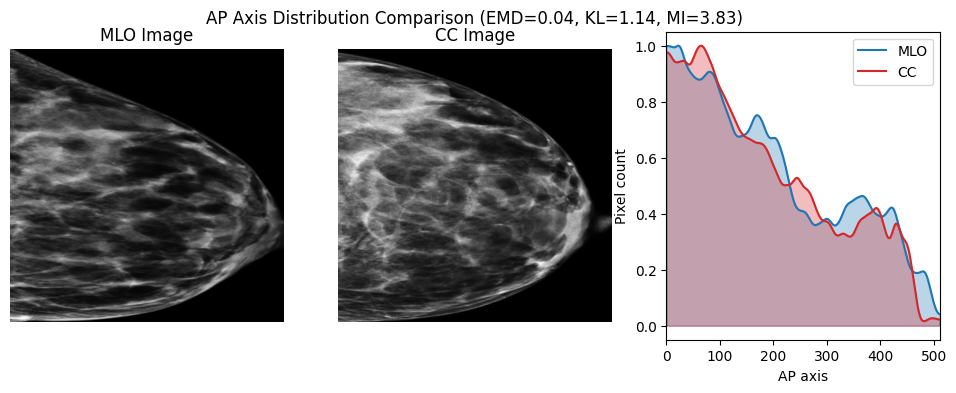 AP Axis Distribution Comparison (EMD=0.04, KL=1.14, MI=3.83)
MLO Image
CC Image
MLO
CC
Pixel count
1.0
0.8
0.6
0.4
0.2
0.0
0 100 200 300 400 500
AP axis